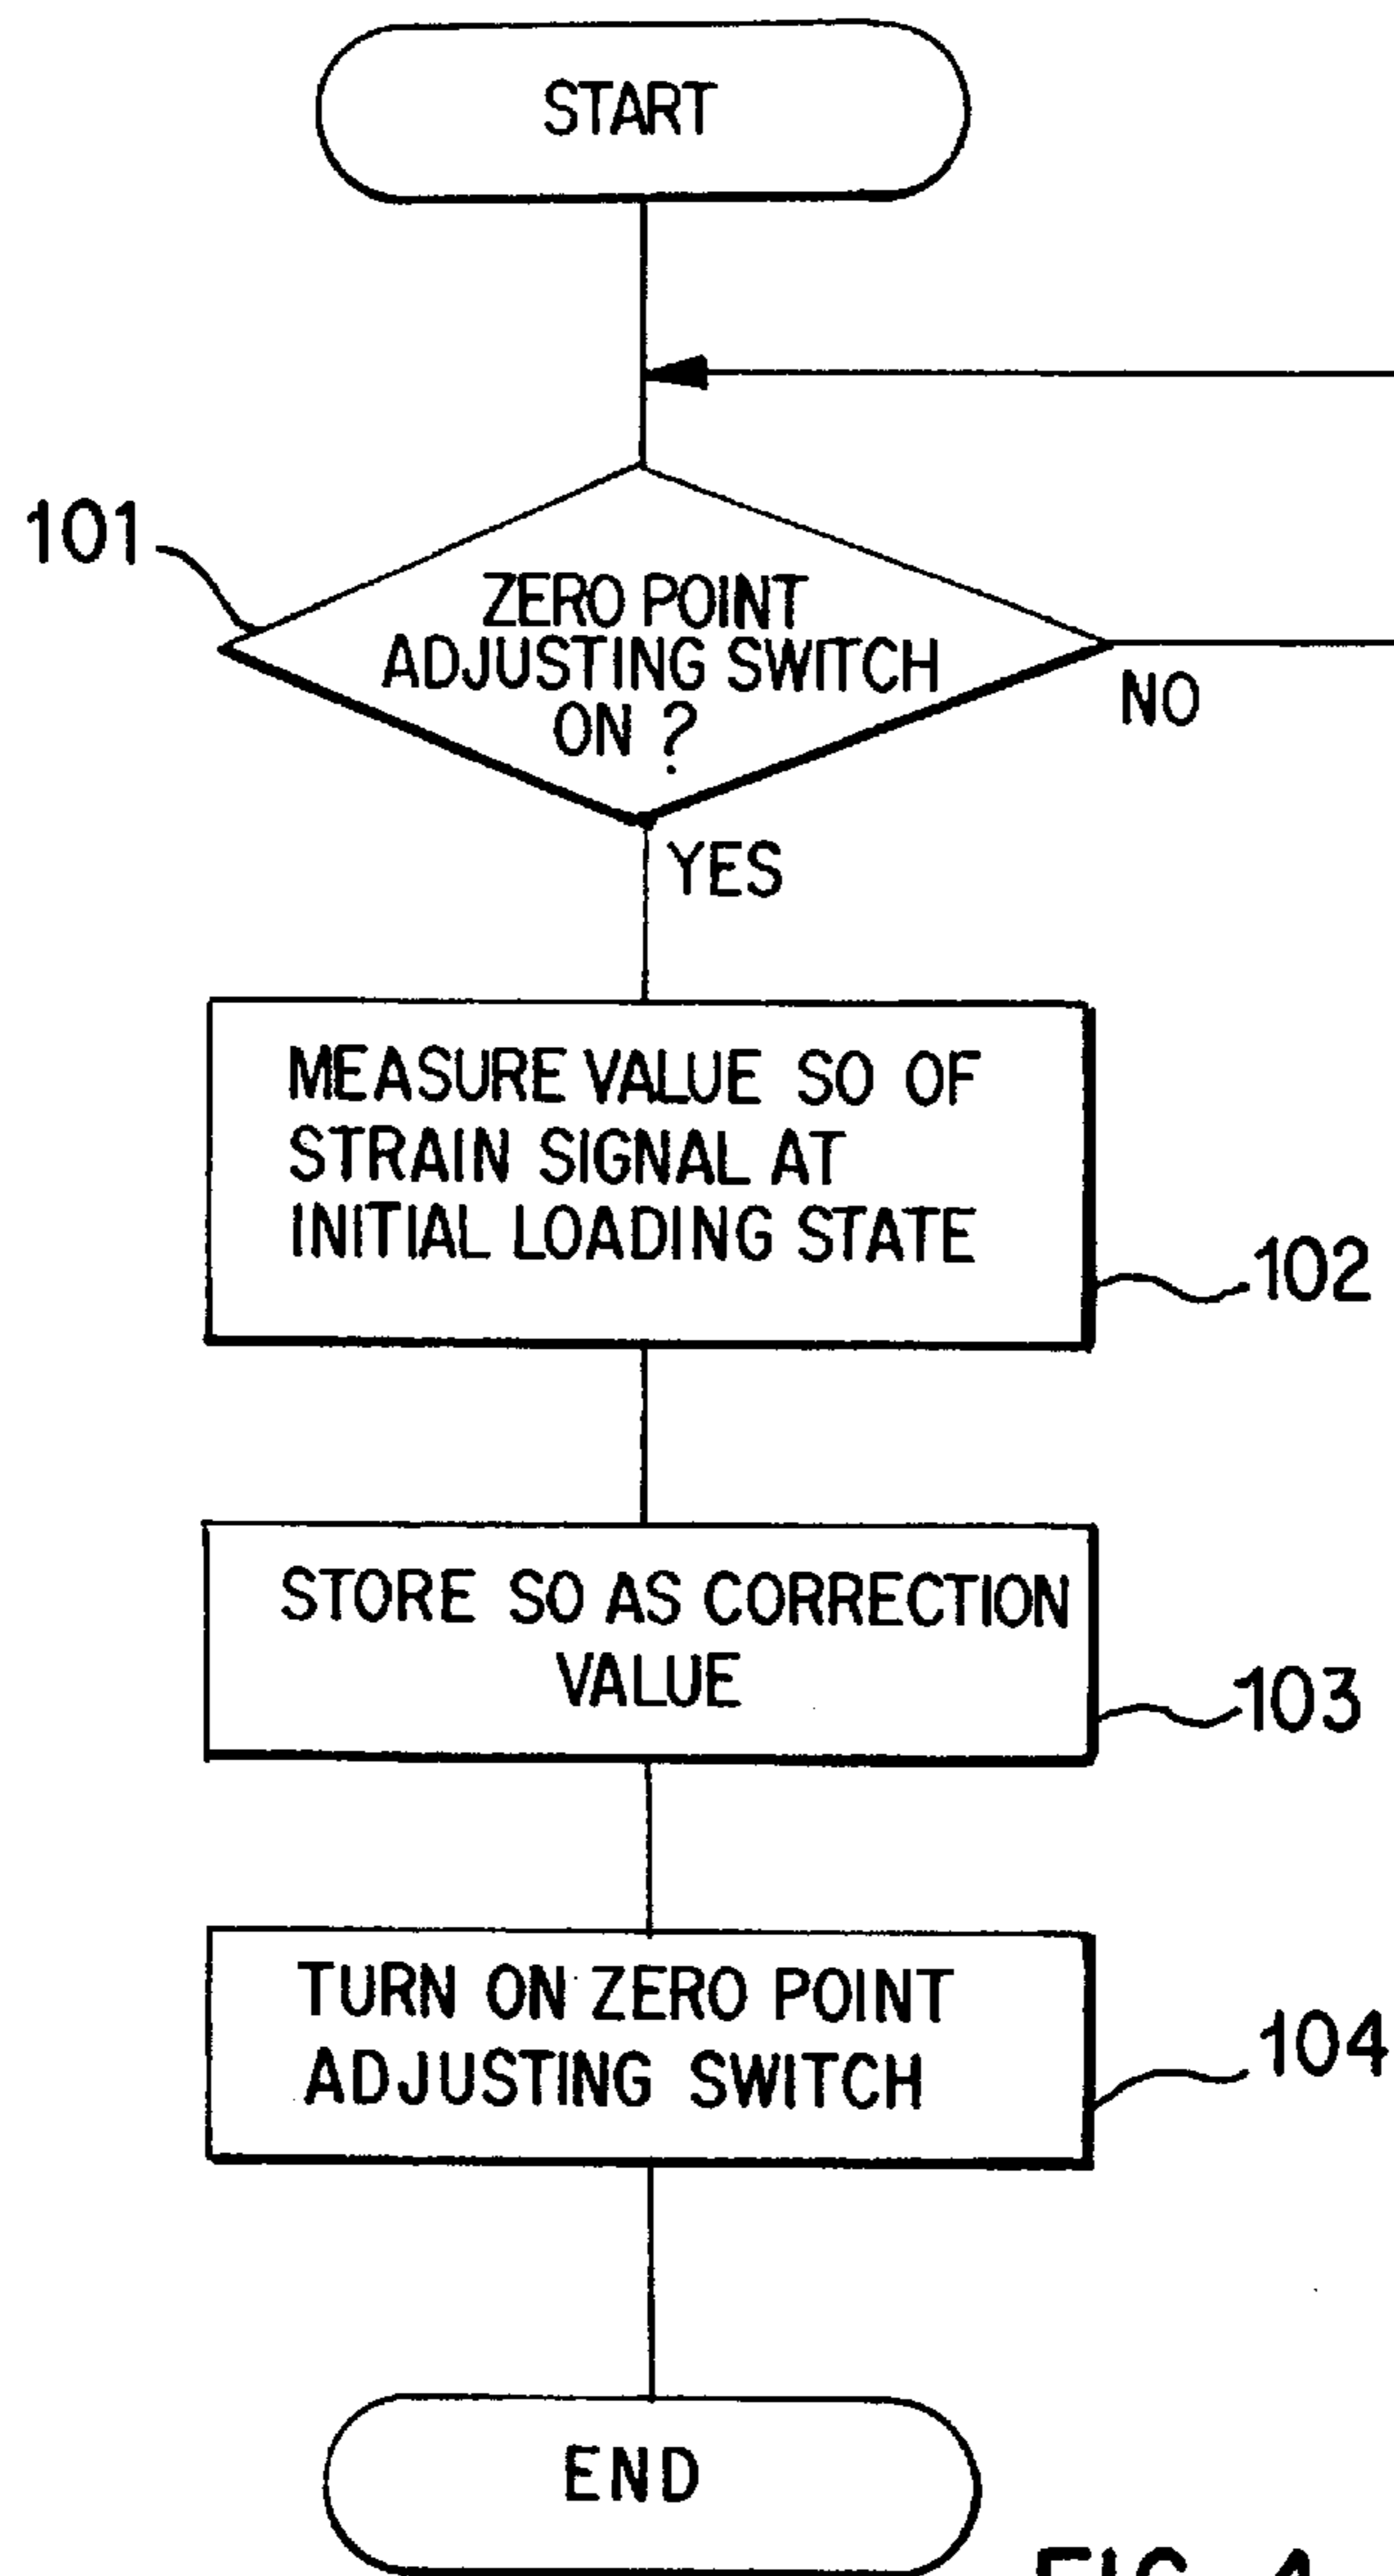 START
101
ZERO POINT
ADJUSTING SWITCH
ON ?
NO
YES
MEASURE VALUE SO OF
STRAIN SIGNAL AT
INITIAL LOADING STATE
102
STORE SO AS CORRECTION
VALUE
103
TURN ON ZERO POINT
ADJUSTING SWITCH
104
END